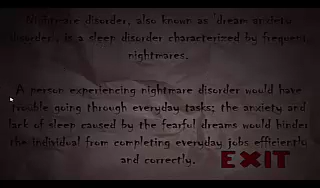 Nightmare disorder, also known as 'dream anxiety
disorder', is a sleep disorder characterized by frequent
nightmares.
A person experiencing nightmare disorder would have
trouble going through everyday tasks; the anxiety and
lack of sleep caused by the fearful dreams would hinder
the individual from completing everyday jobs efficiently
and correctly.
EXIT